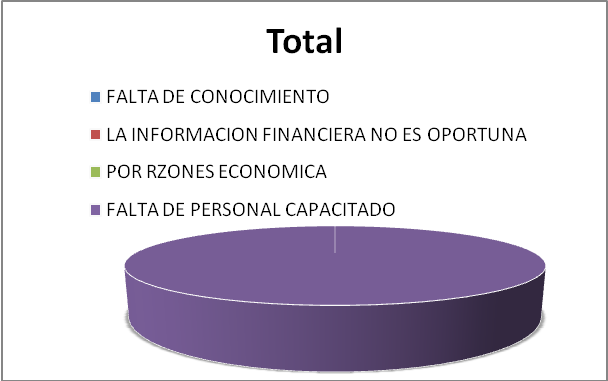 Total
FALTA DE CONOCIMIENTO
LA INFORMACION FINANCIERA NO ES OPORTUNA
POR RZONES ECONOMICA
FALTA DE PERSONAL CAPACITADO